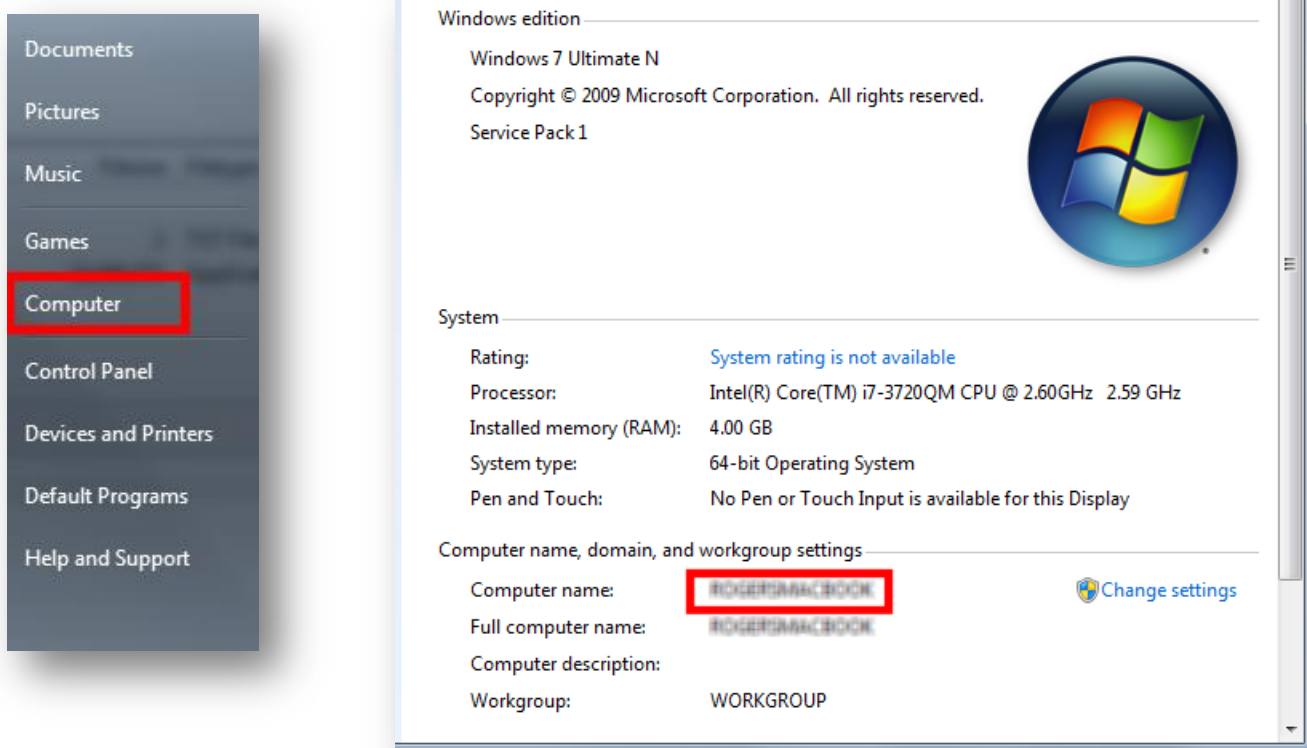 Documents
Pictures
Music
Games
Computer
Control Panel
Devices and Printers
Default Programs
Help and Support
Windows edition
Windows 7 Ultimate N
Copyright © 2009 Microsoft Corporation. All rights reserved.
Service Pack 1
System
Rating: System rating is not available
Processor: Intel(R) Core(TM) i7-3720QM CPU @ 2.60GHz 2.59 GHz
Installed memory (RAM): 4.00 GB
System type: 64-bit Operating System
Pen and Touch: No Pen or Touch Input is available for this Display
Computer name, domain, and workgroup settings
Computer name: Change settings
Full computer name:
Computer description:
Workgroup: WORKGROUP